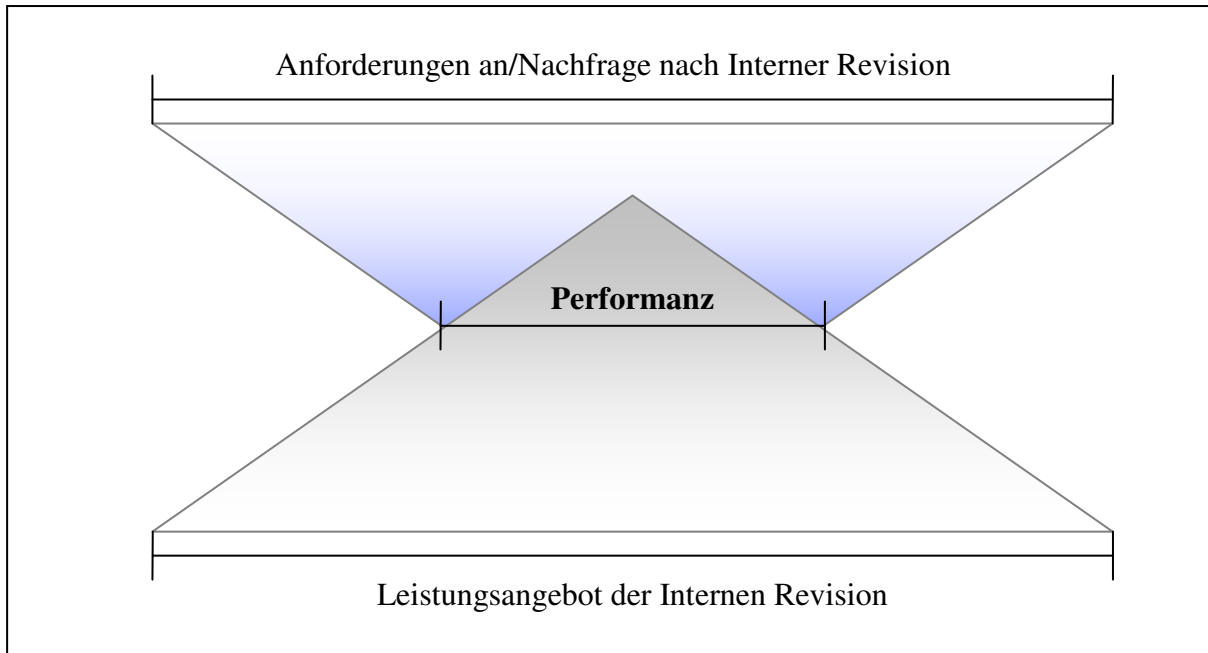 Anforderungen an/Nachfrage nach Interner Revision
Performanz
Leistungsangebot der Internen Revision